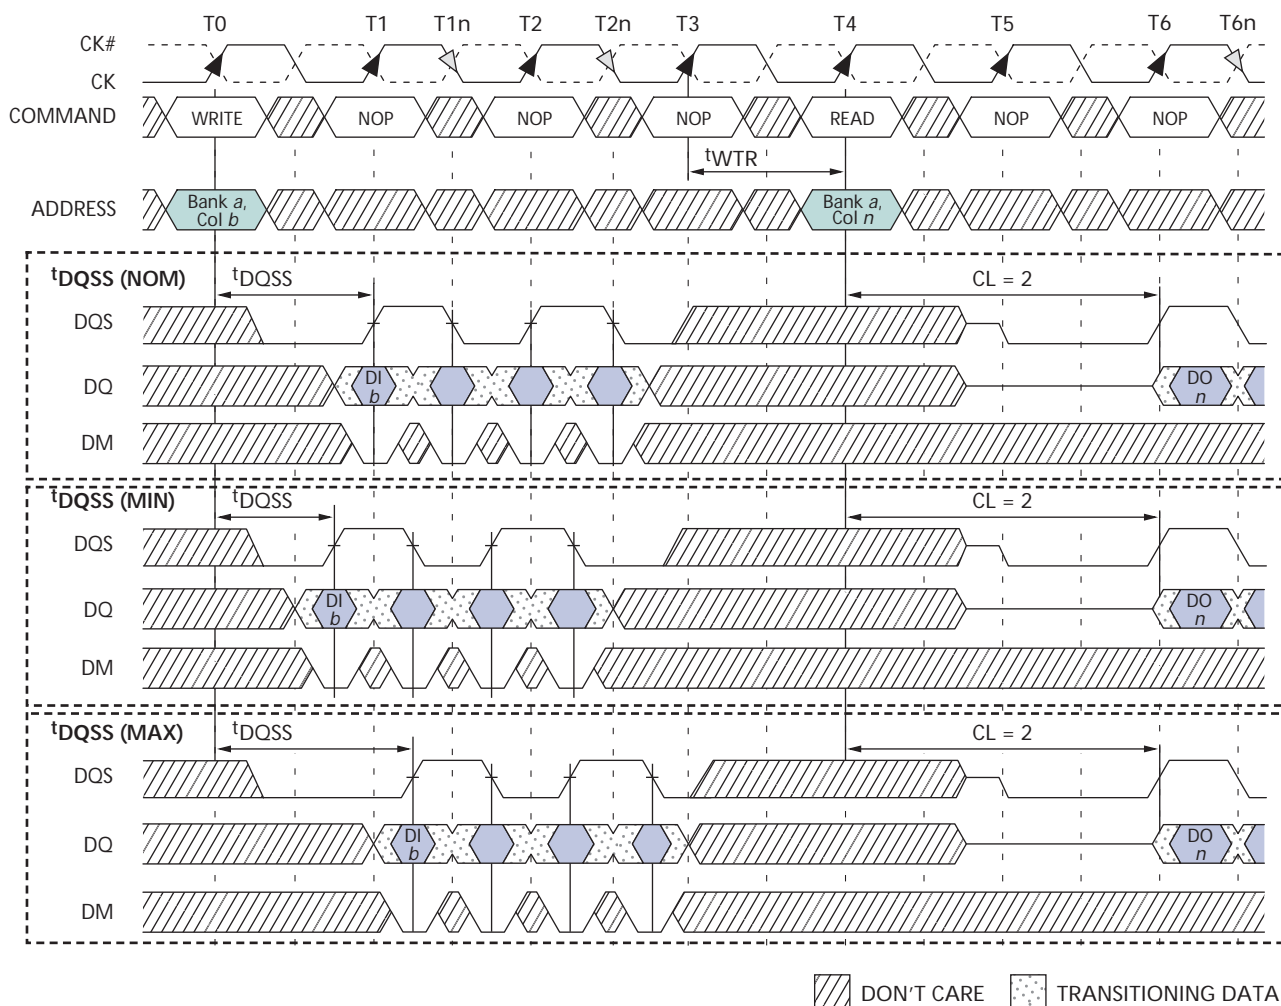 T0 T1 T1n T2 T2n T3 T4 T5 T6 T6n
CK#
CK
COMMAND WRITE NOP NOP NOP READ NOP NOP
tWTR
ADDRESS Bank a, Col b Bank a, Col n
tDQSS (NOM) tDQSS CL = 2
DQS
DQ DI b DO n
DM
tDQSS (MIN) tDQSS CL = 2
DQS
DQ DI b DO n
DM
tDQSS (MAX) tDQSS CL = 2
DQS
DQ DI b DO n
DM
DON'T CARE TRANSITIONING DATA